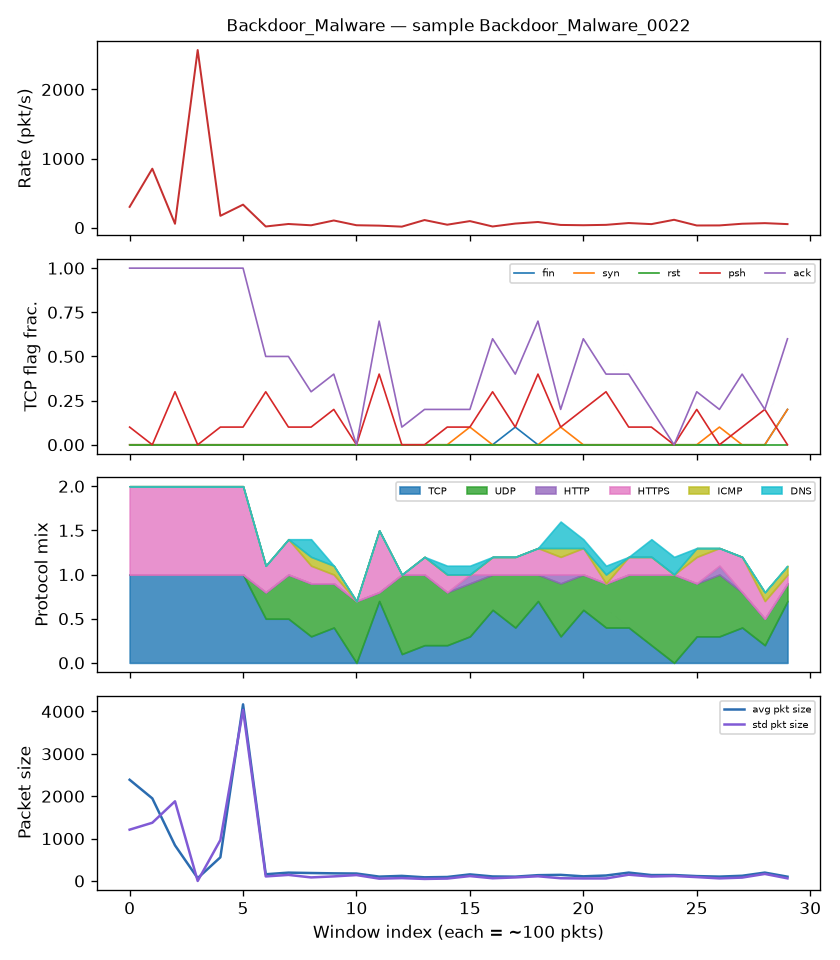 Backdoor_Malware — sample Backdoor_Malware_0022
Rate (pkt/s)
2000
1000
0
TCP flag frac.
1.00
0.75
0.50
0.25
0.00
fin syn rst psh ack
Protocol mix
2.0
1.5
1.0
0.5
0.0
TCP UDP HTTP HTTPS ICMP DNS
Packet size
4000
3000
2000
1000
0
avg pkt size
std pkt size
0 5 10 15 20 25 30
Window index (each = ~100 pkts)